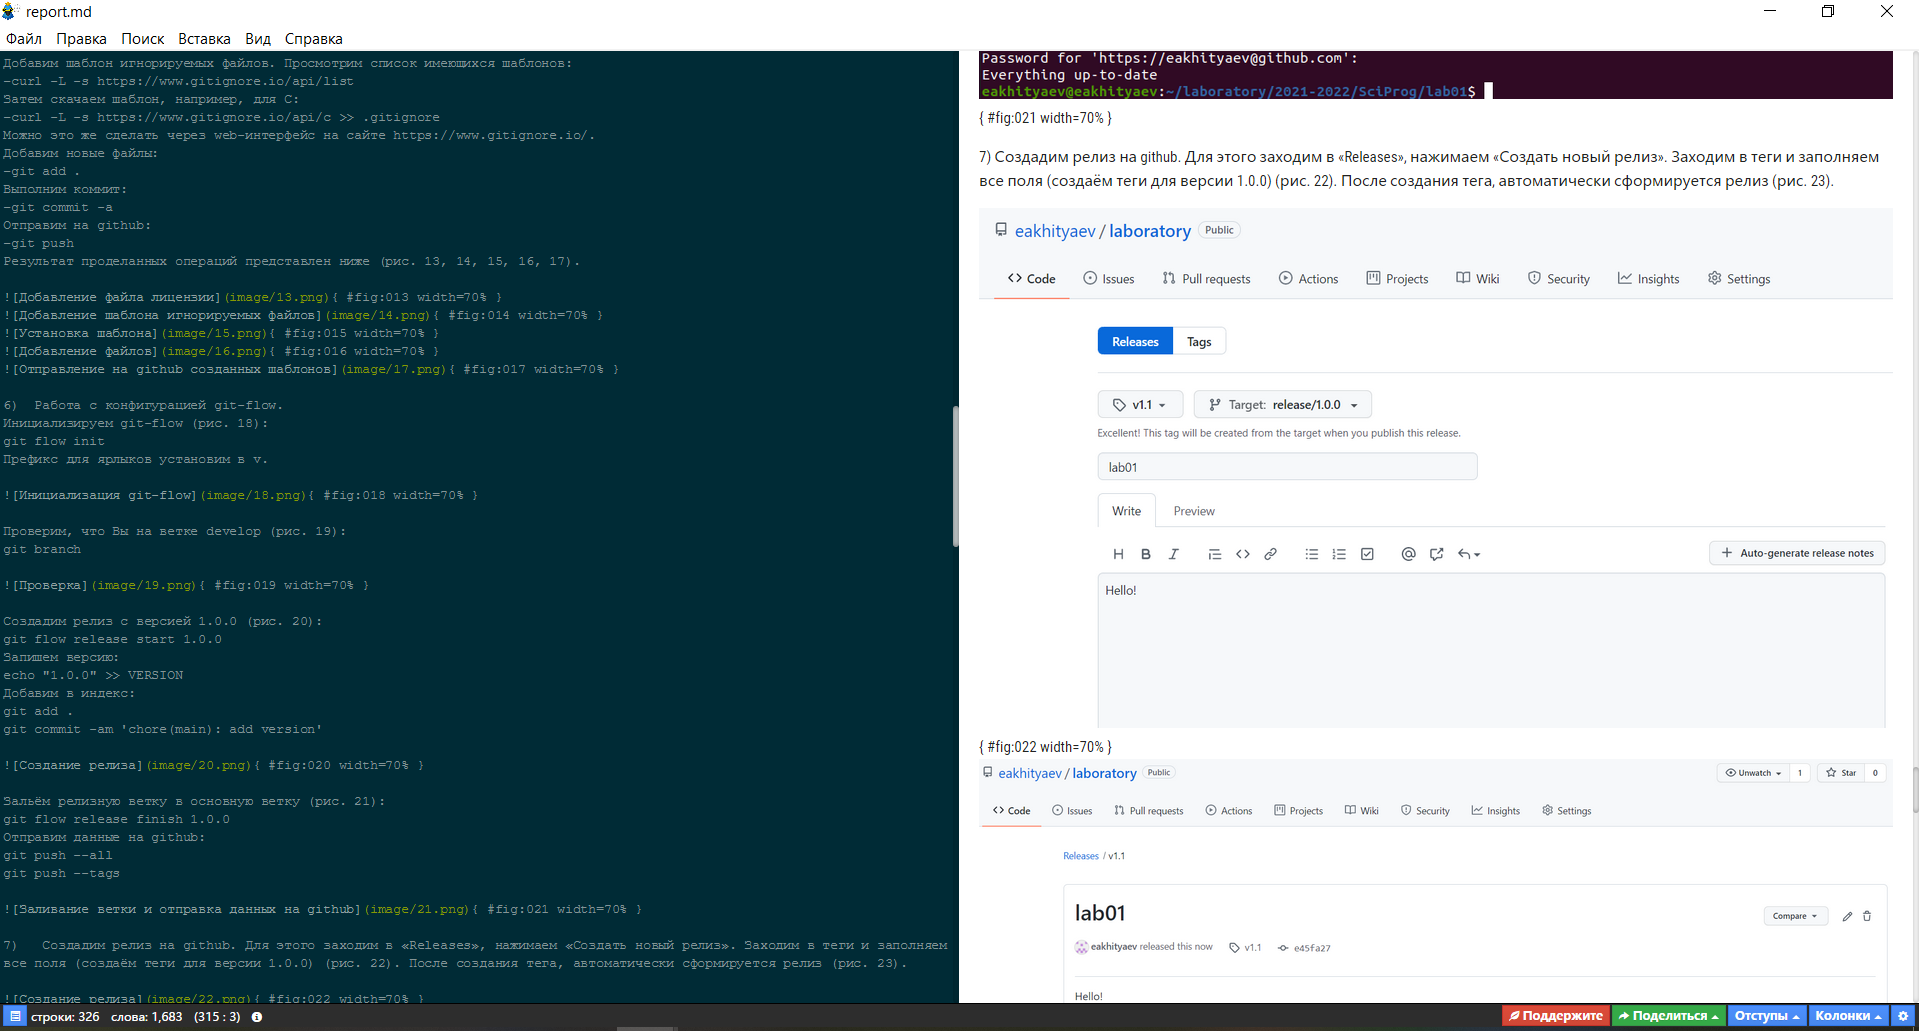 report.md
Файл Правка Поиск Вставка Вид Справка
Добавим шаблон игнорируемых файлов. Просмотрим список имеющихся шаблонов:
-curl -L -s https://www.gitignore.io/api/list
Затем скачаем шаблон, например, для C:
-curl -L -s https://www.gitignore.io/api/c >> .gitignore
Можно это же сделать через web-интерфейс на сайте https://www.gitignore.io/.
Добавим новые файлы:
-git add .
Выполним коммит:
-git commit -a
Отправим на github:
-git push
Результат проделанных операций представлен ниже (рис. 13, 14, 15, 16, 17).
![Добавление файла лицензии](image/13.png){ #fig:013 width=70% }
![Добавление шаблона игнорируемых файлов](image/14.png){ #fig:014 width=70% }
![Установка шаблона](image/15.png){ #fig:015 width=70% }
![Добавление файлов](image/16.png){ #fig:016 width=70% }
![Отправление на github созданных шаблонов](image/17.png){ #fig:017 width=70% }
6) Работа с конфигурацией git-flow.
Инициализируем git-flow (рис. 18):
git flow init
Префикс для ярлыков установим в v.
![Инициализация git-flow](image/18.png){ #fig:018 width=70% }
Проверим, что Вы на ветке develop (рис. 19):
git branch
![Проверка](image/19.png){ #fig:019 width=70% }
Создадим релиз с версией 1.0.0 (рис. 20):
git flow release start 1.0.0
Запишем версию:
echo "1.0.0" >> VERSION
Добавим в индекс:
git add .
git commit -am 'chore(main): add version'
![Создание релиза](image/20.png){ #fig:020 width=70% }
Зальём релизную ветку в основную ветку (рис. 21):
git flow release finish 1.0.0
Отправим данные на github:
git push --all
git push --tags
![Заливание ветки и отправка данных на github](image/21.png){ #fig:021 width=70% }
7) Создадим релиз на github. Для этого заходим в «Releases», нажимаем «Создать новый релиз». Заходим в теги и заполняем
все поля (создаём теги для версии 1.0.0) (рис. 22). После создания тега, автоматически сформируется релиз (рис. 23).
![Создание релиза](image/22.png){ #fig:022 width=70% }
Password for 'https://eakhityaev@github.com':
Everything up-to-date
eakhityaev@eakhityaev:~/laboratory/2021-2022/SciProg/lab01$
{ #fig:021 width=70% }
7) Создадим релиз на github. Для этого заходим в «Releases», нажимаем «Создать новый релиз». Заходим в теги и заполняем
все поля (создаём теги для версии 1.0.0) (рис. 22). После создания тега, автоматически сформируется релиз (рис. 23).
eakhityaev / laboratory Public
Code Issues Pull requests Actions Projects Wiki Security Insights Settings
Releases Tags
v1.1 Target: release/1.0.0
Excellent! This tag will be created from the target when you publish this release.
lab01
Write Preview
Auto-generate release notes
Hello!
{ #fig:022 width=70% }
eakhityaev / laboratory Public Unwatch 1 Star 0
Code Issues Pull requests Actions Projects Wiki Security Insights Settings
Releases / v1.1
lab01 Compare
eakhityaev released this now v1.1 e45fa27
Hello!
строки: 326 слова: 1,683 (315 : 3) Поддержите Поделиться Отступы Колонки